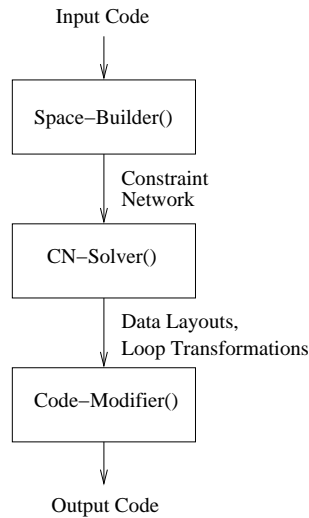 Input Code
Space−Builder()
Constraint
Network
CN−Solver()
Data Layouts,
Loop Transformations
Code−Modifier()
Output Code